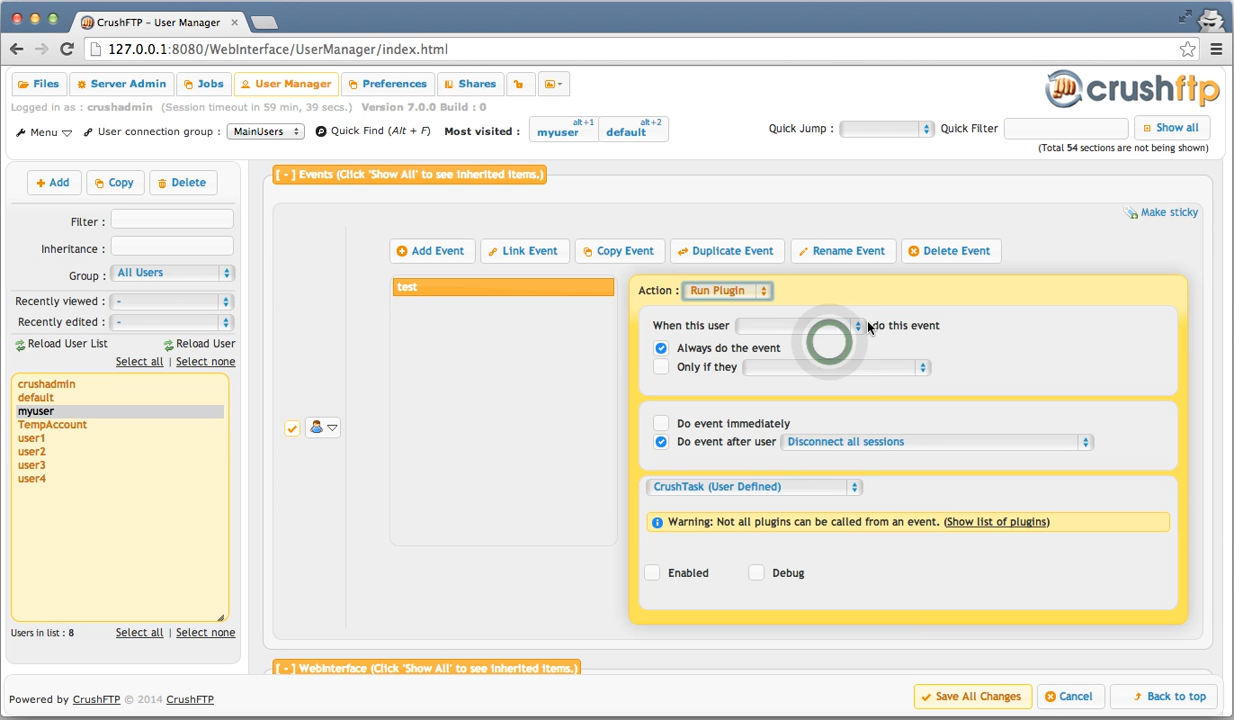 CrushFTP – User Manager
127.0.0.1:8080/WebInterface/UserManager/index.html
Files Server Admin Jobs User Manager Preferences Shares
crushftp
Logged in as : crushadmin (Session timeout in 59 min, 39 secs.) Version 7.0.0 Build : 0
Menu User connection group : MainUsers Quick Find (Alt + F) Most visited : myuser alt+1 default alt+2 Quick Jump : Quick Filter Show all
(Total 54 sections are not being shown)
Add Copy Delete
Filter :
Inheritance :
Group : All Users
Recently viewed : -
Recently edited : -
Reload User List Reload User
Select all | Select none
crushadmin
default
myuser
TempAccount
user1
user2
user3
user4
Users in list : 8 Select all | Select none
[ - ] Events (Click 'Show All' to see inherited items.)
Make sticky
Add Event Link Event Copy Event Duplicate Event Rename Event Delete Event
test
Action : Run Plugin
When this user do this event
Always do the event
Only if they
Do event immediately
Do event after user Disconnect all sessions
CrushTask (User Defined)
Warning: Not all plugins can be called from an event. (Show list of plugins)
Enabled Debug
[ - ] WebInterface (Click 'Show All' to see inherited items.)
Powered by CrushFTP © 2014 CrushFTP
Save All Changes Cancel Back to top